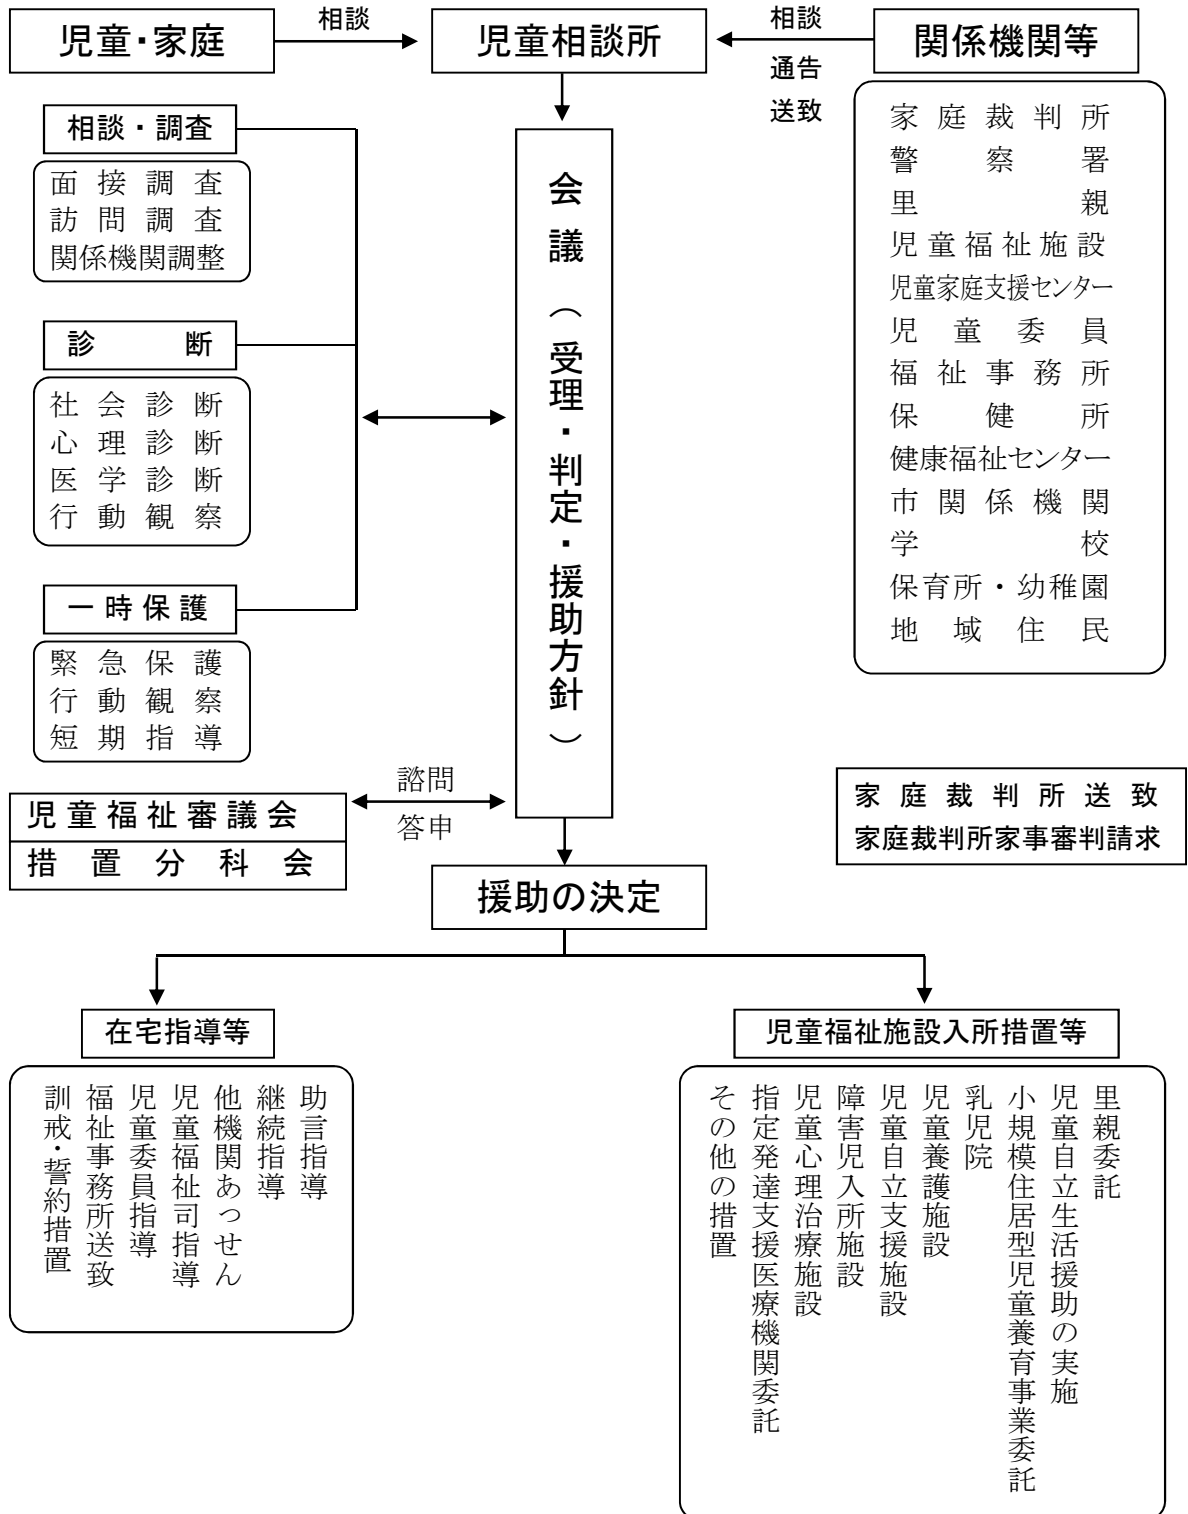 児童・家庭
相談
児童相談所
相談
通告
送致
関係機関等
家庭裁判所
警察署
里親
児童福祉施設
児童家庭支援センター
児童委員
福祉事務所
保健所
健康福祉センター
市関係機関
学校
保育所・幼稚園
地域住民
相談・調査
面接調査
訪問調査
関係機関調整
診断
社会診断
心理診断
医学診断
行動観察
一時保護
緊急保護
行動観察
短期指導
会議（受理・判定・援助方針）
諮問
答申
児童福祉審議会
措置分科会
家庭裁判所送致
家庭裁判所家事審判請求
援助の決定
在宅指導等
助言指導
継続指導
他機関あっせん
児童福祉司指導
児童委員指導
福祉事務所送致
訓戒・誓約措置
児童福祉施設入所措置等
里親委託
児童自立生活援助の実施
小規模住居型児童養育事業委託
乳児院
児童養護施設
児童自立支援施設
障害児入所施設
児童心理治療施設
指定発達支援医療機関委託
その他の措置